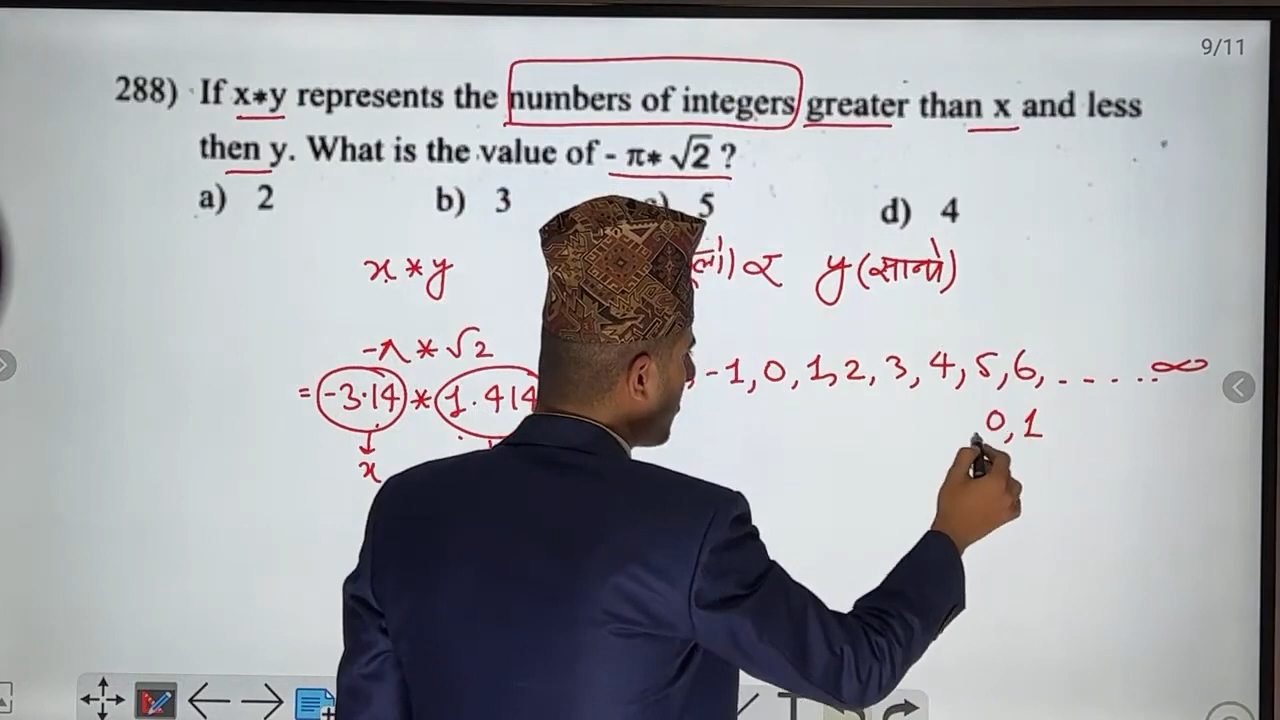 9/11
288) If x*y represents the numbers of integers greater than x and less
then y. What is the value of - π* √2 ?
a) 2 b) 3 5 d) 4
x * y र y (सानो)
-π * √2
= -3.14 * 1.414 -1, 0, 1, 2, 3, 4, 5, 6, ..... ∞
0, 1
x